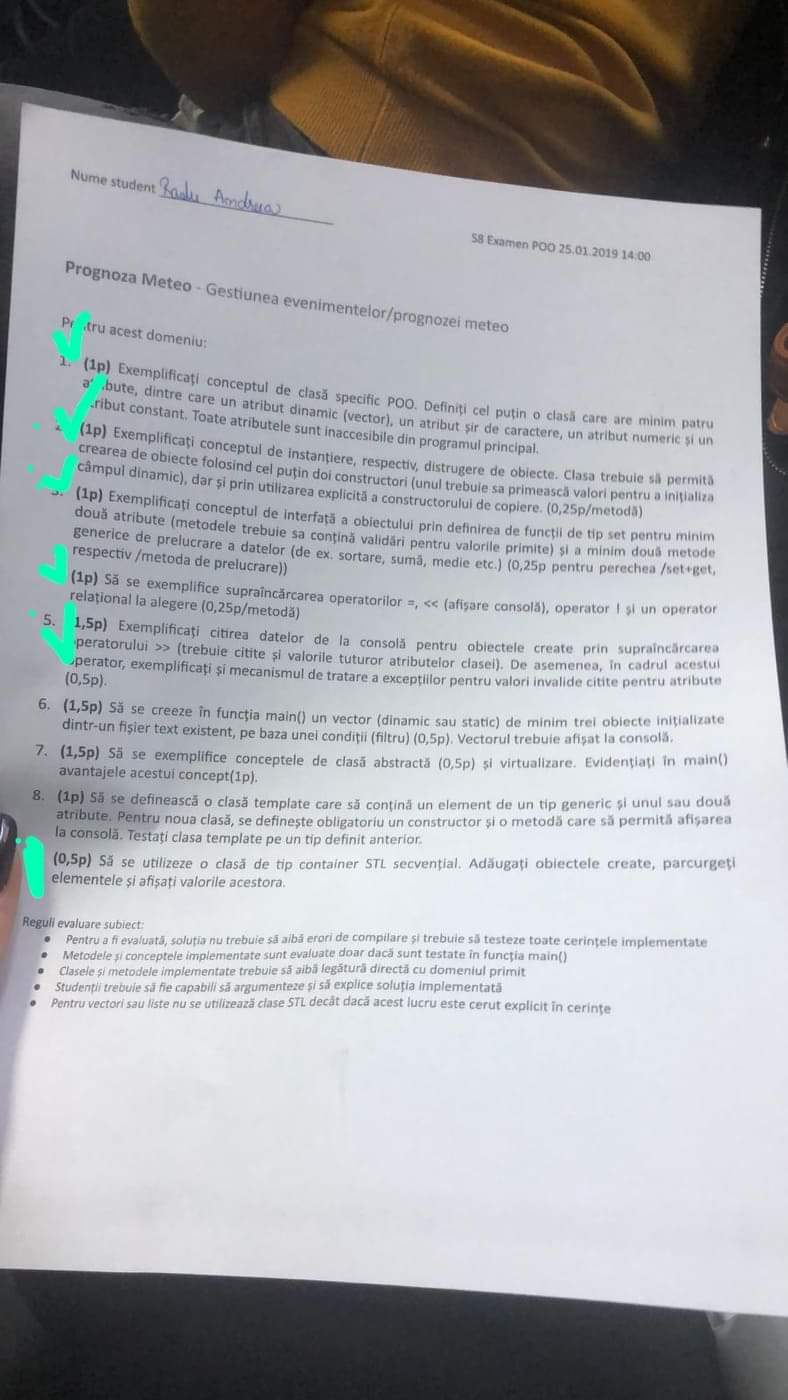 Nume student Radu Andreea
S8 Examen POO 25.01.2019 14:00
Prognoza Meteo - Gestiunea evenimentelor/prognozei meteo
tru acest domeniu:
1. (1p) Exemplificați conceptul de clasă specific POO. Definiți cel puțin o clasă care are minim patru
bute, dintre care un atribut dinamic (vector), un atribut șir de caractere, un atribut numeric și un
ribut constant. Toate atributele sunt inaccesibile din programul principal.
(1p) Exemplificați conceptul de instanțiere, respectiv, distrugere de obiecte. Clasa trebuie să permită
crearea de obiecte folosind cel puțin doi constructori (unul trebuie sa primească valori pentru a inițializa
câmpul dinamic), dar și prin utilizarea explicită a constructorului de copiere. (0,25p/metodă)
3. (1p) Exemplificați conceptul de interfață a obiectului prin definirea de funcții de tip set pentru minim
două atribute (metodele trebuie sa conțină validări pentru valorile primite) și a minim două metode
generice de prelucrare a datelor (de ex. sortare, sumă, medie etc.) (0,25p pentru perechea /set+get,
respectiv /metoda de prelucrare))
(1p) Să se exemplifice supraîncărcarea operatorilor =, << (afișare consolă), operator ! și un operator
relațional la alegere (0,25p/metodă)
5. 1,5p) Exemplificați citirea datelor de la consolă pentru obiectele create prin supraîncărcarea
peratorului >> (trebuie citite și valorile tuturor atributelor clasei). De asemenea, în cadrul acestui
perator, exemplificați și mecanismul de tratare a excepțiilor pentru valori invalide citite pentru atribute
(0,5p).
6. (1,5p) Să se creeze în funcția main() un vector (dinamic sau static) de minim trei obiecte inițializate
dintr-un fișier text existent, pe baza unei condiții (filtru) (0,5p). Vectorul trebuie afișat la consolă.
7. (1,5p) Să se exemplifice conceptele de clasă abstractă (0,5p) și virtualizare. Evidențiați în main()
avantajele acestui concept(1p).
8. (1p) Să se definească o clasă template care să conțină un element de un tip generic și unul sau două
atribute. Pentru noua clasă, se definește obligatoriu un constructor și o metodă care să permită afișarea
la consolă. Testați clasa template pe un tip definit anterior.
(0,5p) Să se utilizeze o clasă de tip container STL secvențial. Adăugați obiectele create, parcurgeți
elementele și afișați valorile acestora.
Reguli evaluare subiect:
• Pentru a fi evaluată, soluția nu trebuie să aibă erori de compilare și trebuie să testeze toate cerințele implementate
• Metodele și conceptele implementate sunt evaluate doar dacă sunt testate în funcția main()
• Clasele și metodele implementate trebuie să aibă legătură directă cu domeniul primit
• Studenții trebuie să fie capabili să argumenteze și să explice soluția implementată
• Pentru vectori sau liste nu se utilizează clase STL decât dacă acest lucru este cerut explicit în cerințe